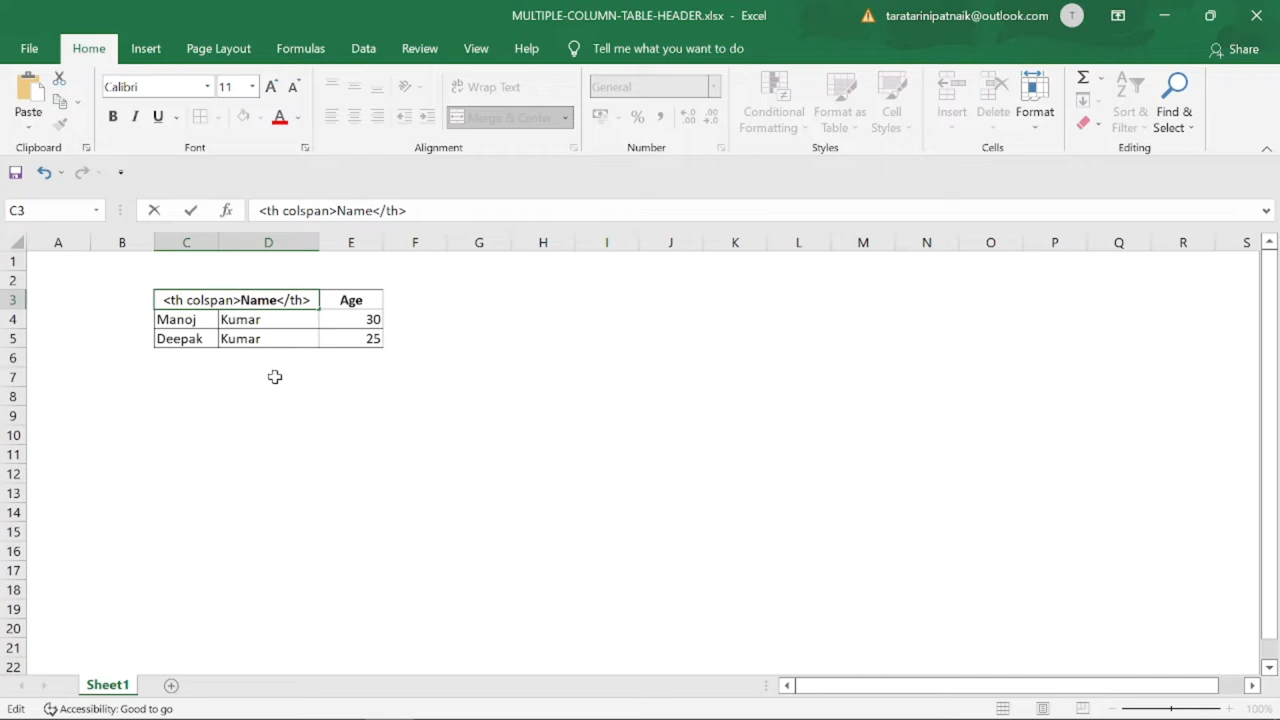 MULTIPLE-COLUMN-TABLE-HEADER.xlsx - Excel
taratarinipatnaik@outlook.com T
File Home Insert Page Layout Formulas Data Review View Help Tell me what you want to do Share
Calibri 11 Wrap Text General
Paste B I U Merge & Center % Conditional Formatting Format as Table Cell Styles Insert Delete Format Sort & Filter Find & Select
Clipboard Font Alignment Number Styles Cells Editing
C3 fx <th colspan>Name</th>
A B C D E F G H I J K L M N O P Q R S
1
2
3 <th colspan>Name</th> Age
4 Manoj Kumar 30
5 Deepak Kumar 25
6
7
8
9
10
11
12
13
14
15
16
17
18
19
20
21
22
Sheet1
Edit Accessibility: Good to go 100%